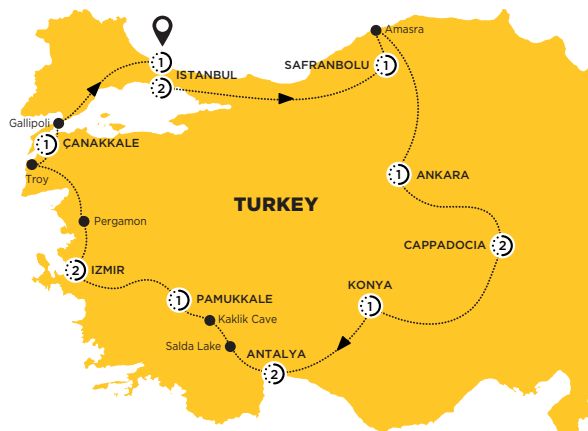 Amasra
1
ISTANBUL
2
SAFRANBOLU
1
Gallipoli
1
ÇANAKKALE
Troy
1
ANKARA
TURKEY
Pergamon
CAPPADOCIA
2
2
IZMIR
1
PAMUKKALE
KONYA
1
Kaklik Cave
Salda Lake
ANTALYA
2